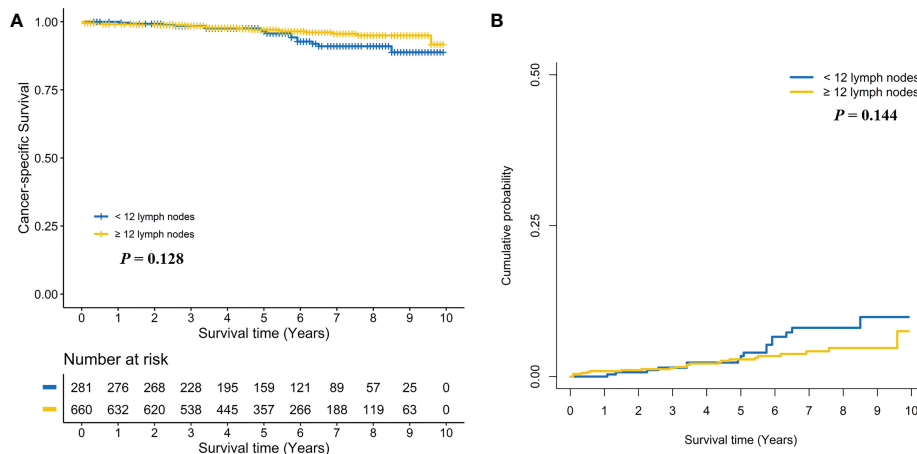 A
Cancer-specific Survival
1.00
0.75
0.50
0.25
0.00
< 12 lymph nodes
≥ 12 lymph nodes
P = 0.128
0 1 2 3 4 5 6 7 8 9 10
Survival time (Years)
Number at risk
281 276 268 228 195 159 121 89 57 25 0
660 632 620 538 445 357 266 188 119 63 0
0 1 2 3 4 5 6 7 8 9 10
Survival time (Years)
B
Cumulative probability
0.50
0.25
0.00
< 12 lymph nodes
≥ 12 lymph nodes
P = 0.144
0 1 2 3 4 5 6 7 8 9 10
Survival time (Years)